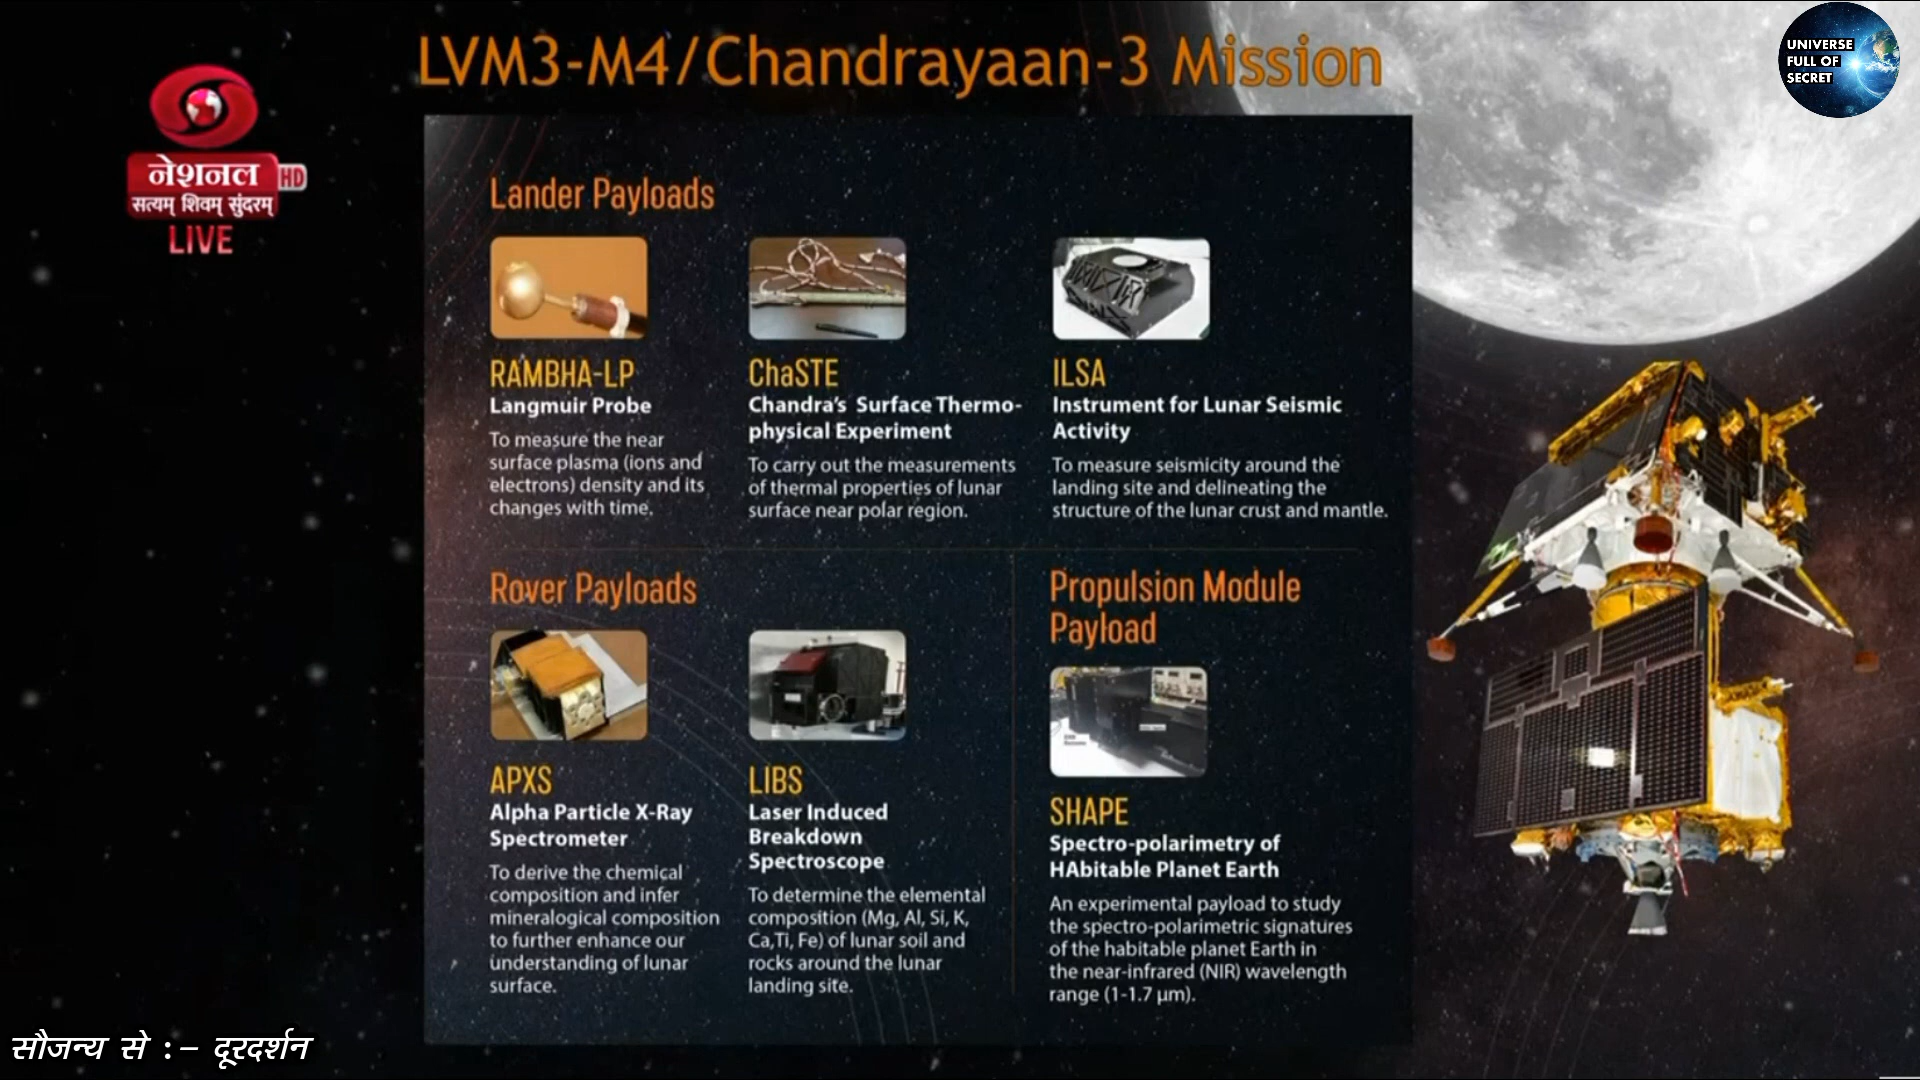 LVM3-M4/Chandrayaan-3 Mission
UNIVERSE
FULL OF
SECRET
नेशनल HD
सत्यम् शिवम् सुंदरम्
LIVE
Lander Payloads
RAMBHA-LP
Langmuir Probe
To measure the near
surface plasma (ions and
electrons) density and its
changes with time.
ChaSTE
Chandra's Surface Thermo-
physical Experiment
To carry out the measurements
of thermal properties of lunar
surface near polar region.
ILSA
Instrument for Lunar Seismic
Activity
To measure seismicity around the
landing site and delineating the
structure of the lunar crust and mantle.
Rover Payloads
APXS
Alpha Particle X-Ray
Spectrometer
To derive the chemical
composition and infer
mineralogical composition
to further enhance our
understanding of lunar
surface.
LIBS
Laser Induced
Breakdown
Spectroscope
To determine the elemental
composition (Mg, Al, Si, K,
Ca,Ti, Fe) of lunar soil and
rocks around the lunar
landing site.
Propulsion Module
Payload
SHAPE
Spectro-polarimetry of
HAbitable Planet Earth
An experimental payload to study
the spectro-polarimetric signatures
of the habitable planet Earth in
the near-infrared (NIR) wavelength
range (1-1.7 μm).
सौजन्य से :– दूरदर्शन